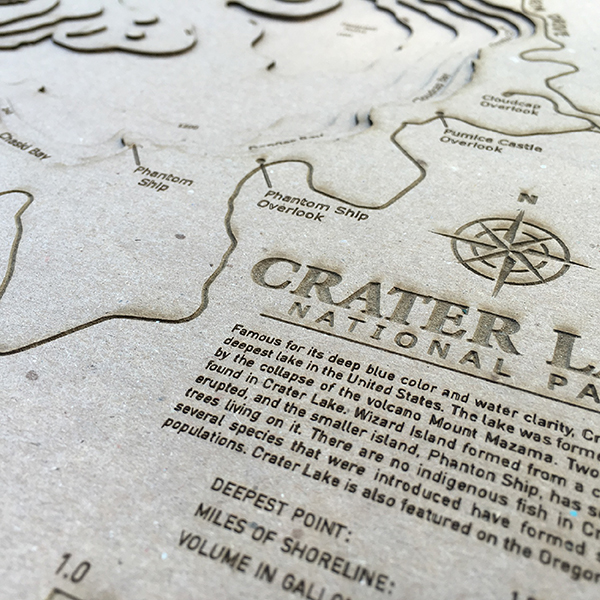 Cloudcap
Overlook
Pumice Castle
Overlook
Phantom
Ship
Phantom Ship
Overlook
N
CRATER LA
NATIONAL PA
Famous for its deep blue color and water clarity, Cr
deepest lake in the United States. The lake was forme
by the collapse of the volcano Mount Mazama. Two
found in Crater Lake. Wizard Island formed from a c
erupted, and the smaller island, Phanton Ship, has s
trees living on it. There are no indigenous fish in Cr
several species that were introduced have formed s
populations. Crater Lake is also featured on the Oregon
DEEPEST POINT:
MILES OF SHORELINE:
VOLUME IN GALLO
1.0